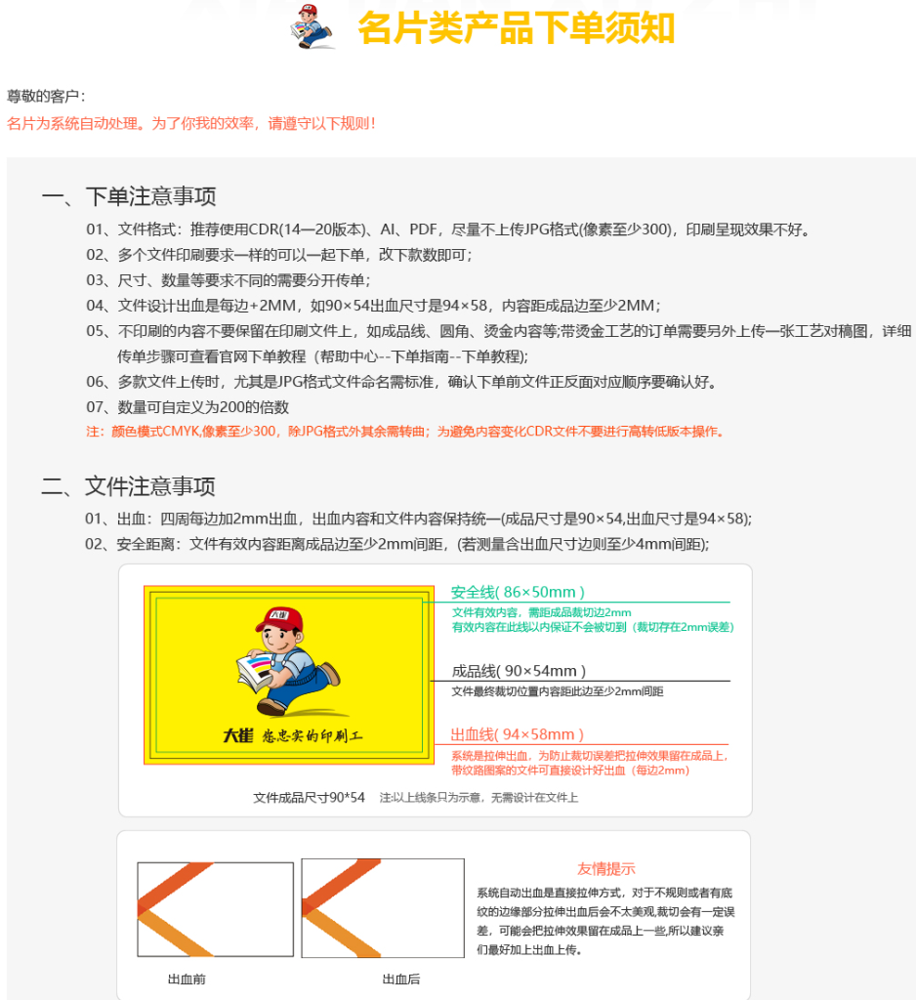 名片类产品下单须知
尊敬的客户：
名片为系统自动处理。为了你我的效率，请遵守以下规则！
一、下单注意事项
01、文件格式：推荐使用CDR(14—20版本)、AI、PDF，尽量不上传JPG格式(像素至少300)，印刷呈现效果不好。
02、多个文件印刷要求一样的可以一起下单，改下款数即可；
03、尺寸、数量等要求不同的需要分开传单；
04、文件设计出血是每边+2MM，如90×54出血尺寸是94×58，内容距成品边至少2MM；
05、不印刷的内容不要保留在印刷文件上，如成品线、圆角、烫金内容等;带烫金工艺的订单需要另外上传一张工艺对稿图，详细
传单步骤可查看官网下单教程（帮助中心--下单指南--下单教程);
06、多款文件上传时，尤其是JPG格式文件命名需标准，确认下单前文件正反面对应顺序要确认好。
07、数量可自定义为200的倍数
注：颜色模式CMYK,像素至少300，除JPG格式外其余需转曲；为避免内容变化CDR文件不要进行高转低版本操作。
二、文件注意事项
01、出血：四周每边加2mm出血，出血内容和文件内容保持统一(成品尺寸是90×54,出血尺寸是94×58);
02、安全距离：文件有效内容距离成品边至少2mm间距，(若测量含出血尺寸边则至少4mm间距);
安全线( 86×50mm )
文件有效内容，需距成品裁切边2mm
有效内容在此线以内保证不会被切到（裁切存在2mm误差）
大崔
成品线( 90×54mm )
文件最终裁切位置内容距此边至少2mm间距
大崔 您忠实的印刷工
出血线( 94×58mm )
系统是拉伸出血，为防止裁切误差把拉伸效果留在成品上，
带纹路图案的文件可直接设计好出血（每边2mm）
文件成品尺寸90*54 注:以上线条只为示意，无需设计在文件上
友情提示
系统自动出血是直接拉伸方式，对于不规则或者有底
纹的边缘部分拉伸出血后会不太美观,裁切会有一定误
差，可能会把拉伸效果留在成品上一些,所以建议亲
们最好加上出血上传。
出血前
出血后